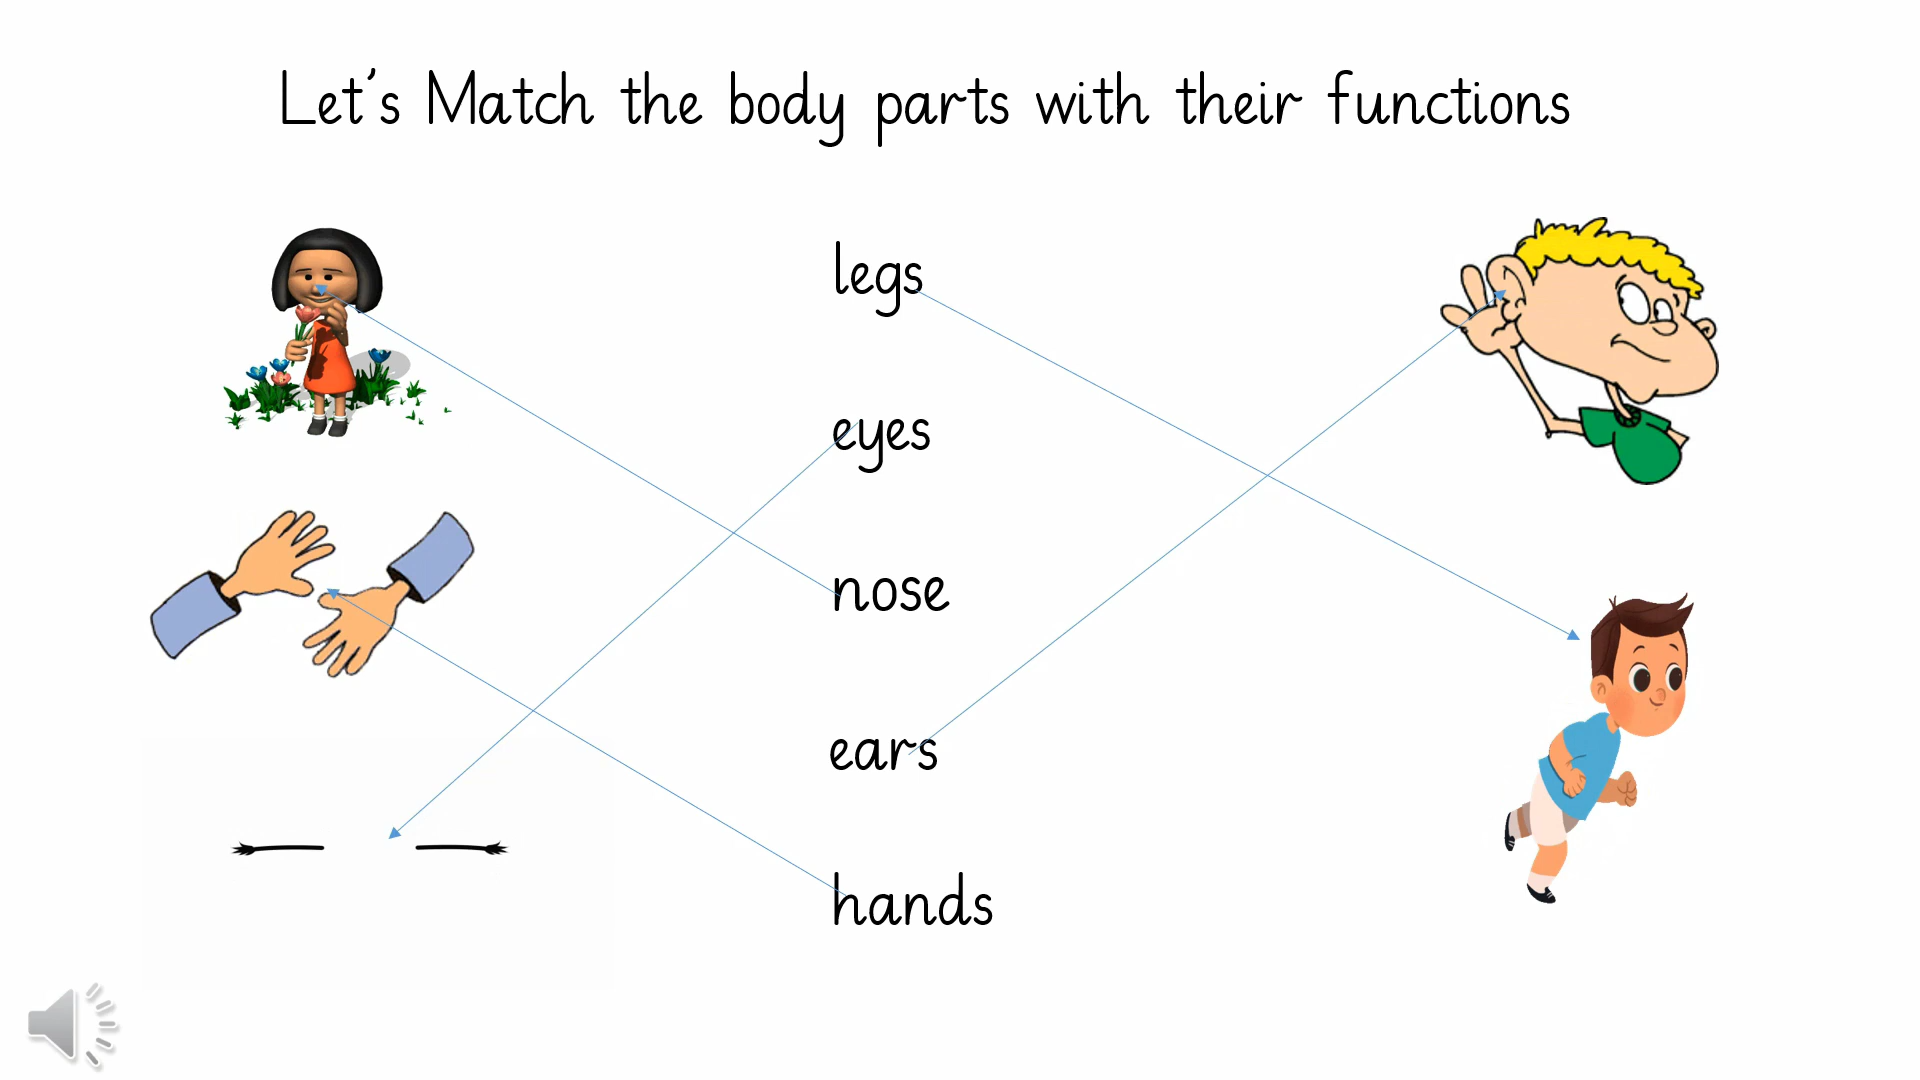 Let's Match the body parts with their functions
legs
eyes
nose
ears
hands